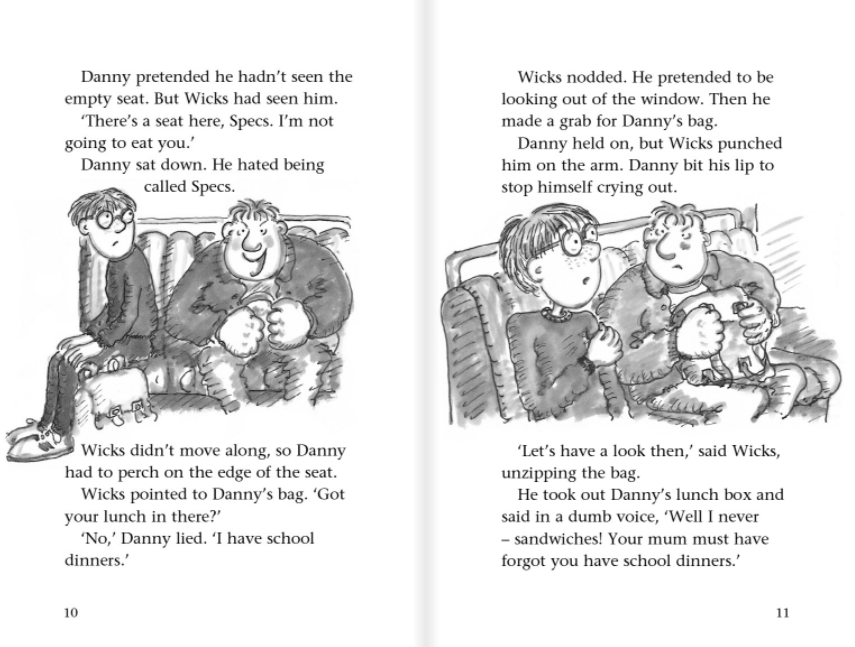 Danny pretended he hadn’t seen the
empty seat. But Wicks had seen him.
‘There’s a seat here, Specs. I’m not
going to eat you.’
Danny sat down. He hated being
called Specs.
Wicks didn’t move along, so Danny
had to perch on the edge of the seat.
Wicks pointed to Danny’s bag. ‘Got
your lunch in there?’
‘No,’ Danny lied. ‘I have school
dinners.’
10
Wicks nodded. He pretended to be
looking out of the window. Then he
made a grab for Danny’s bag.
Danny held on, but Wicks punched
him on the arm. Danny bit his lip to
stop himself crying out.
‘Let’s have a look then,’ said Wicks,
unzipping the bag.
He took out Danny’s lunch box and
said in a dumb voice, ‘Well I never
– sandwiches! Your mum must have
forgot you have school dinners.’
11